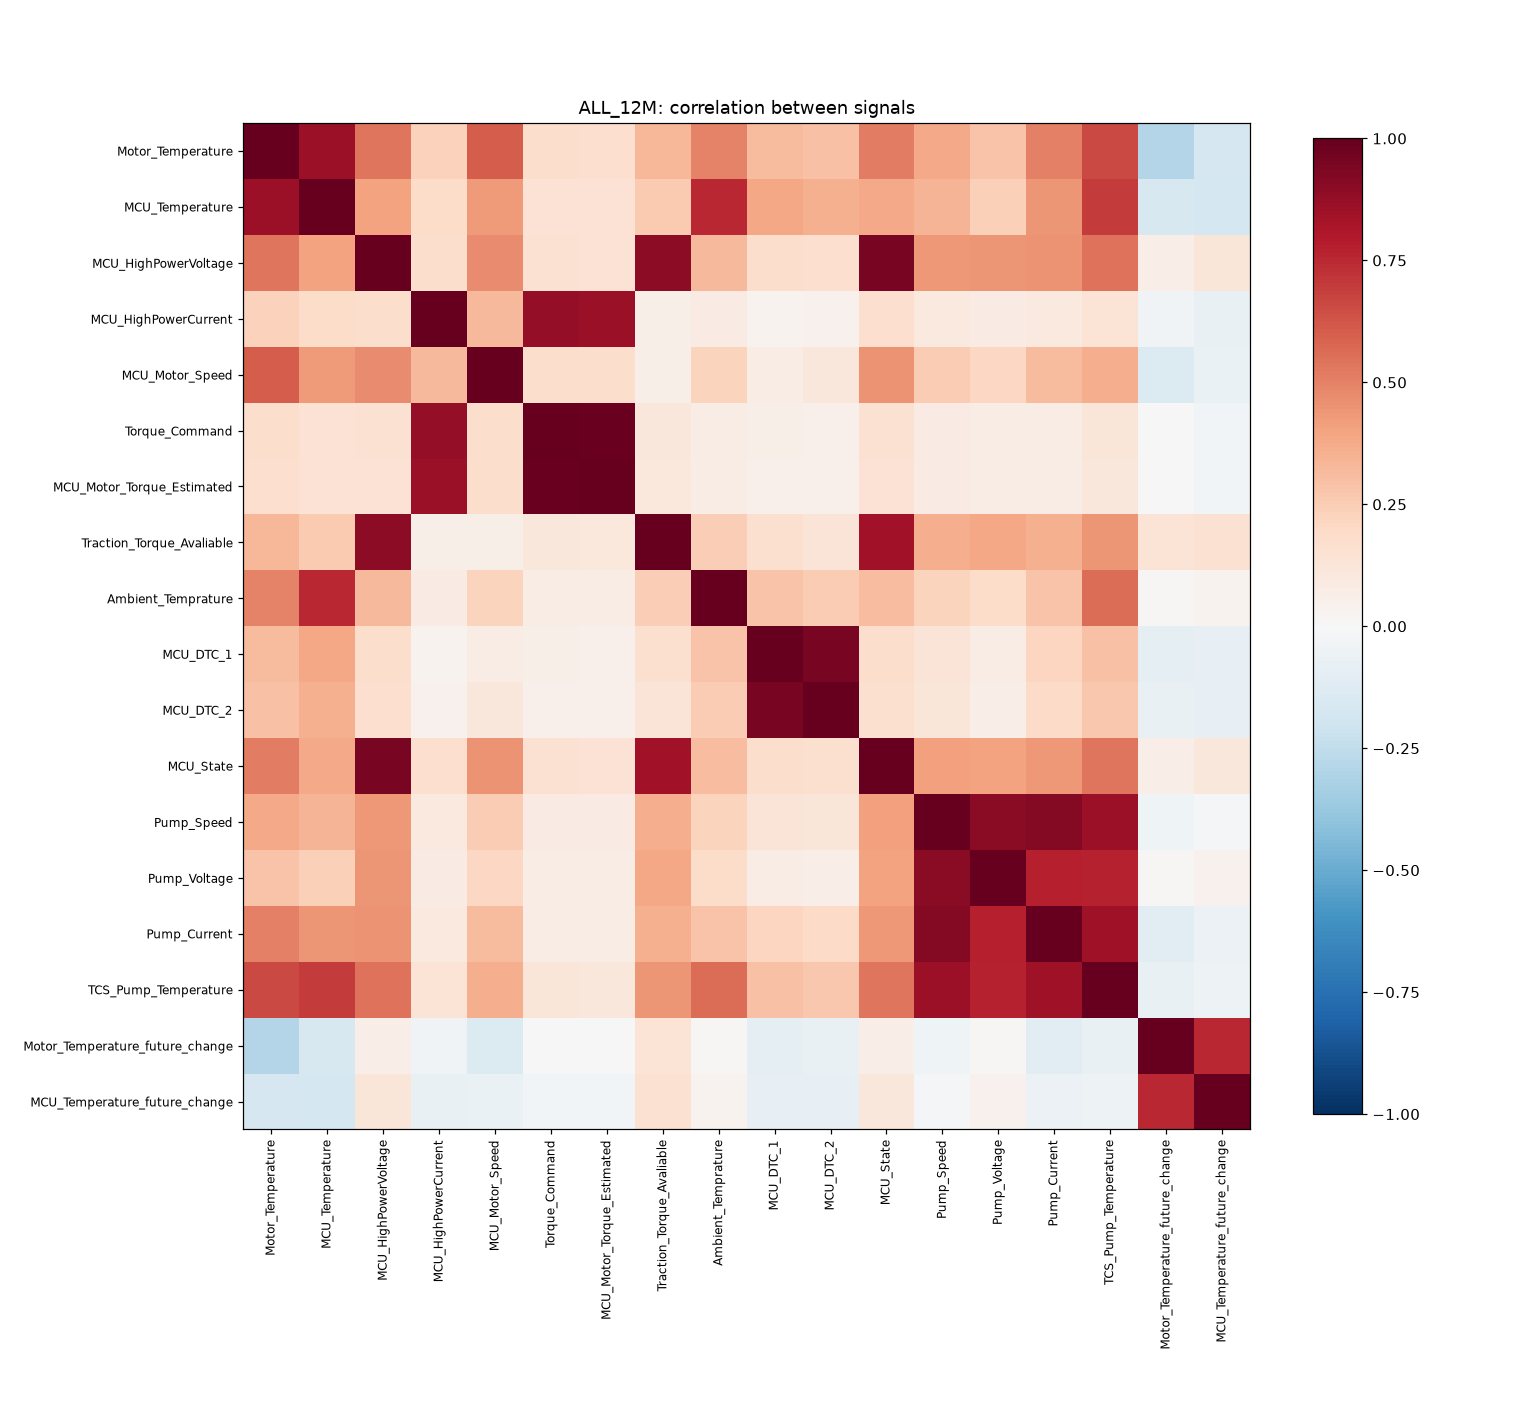 ALL_12M: correlation between signals
Motor_Temperature
MCU_Temperature
MCU_HighPowerVoltage
MCU_HighPowerCurrent
MCU_Motor_Speed
Torque_Command
MCU_Motor_Torque_Estimated
Traction_Torque_Avaliable
Ambient_Temprature
MCU_DTC_1
MCU_DTC_2
MCU_State
Pump_Speed
Pump_Voltage
Pump_Current
TCS_Pump_Temperature
Motor_Temperature_future_change
MCU_Temperature_future_change
Motor_Temperature
MCU_Temperature
MCU_HighPowerVoltage
MCU_HighPowerCurrent
MCU_Motor_Speed
Torque_Command
MCU_Motor_Torque_Estimated
Traction_Torque_Avaliable
Ambient_Temprature
MCU_DTC_1
MCU_DTC_2
MCU_State
Pump_Speed
Pump_Voltage
Pump_Current
TCS_Pump_Temperature
Motor_Temperature_future_change
MCU_Temperature_future_change
1.00
0.75
0.50
0.25
0.00
−0.25
−0.50
−0.75
−1.00